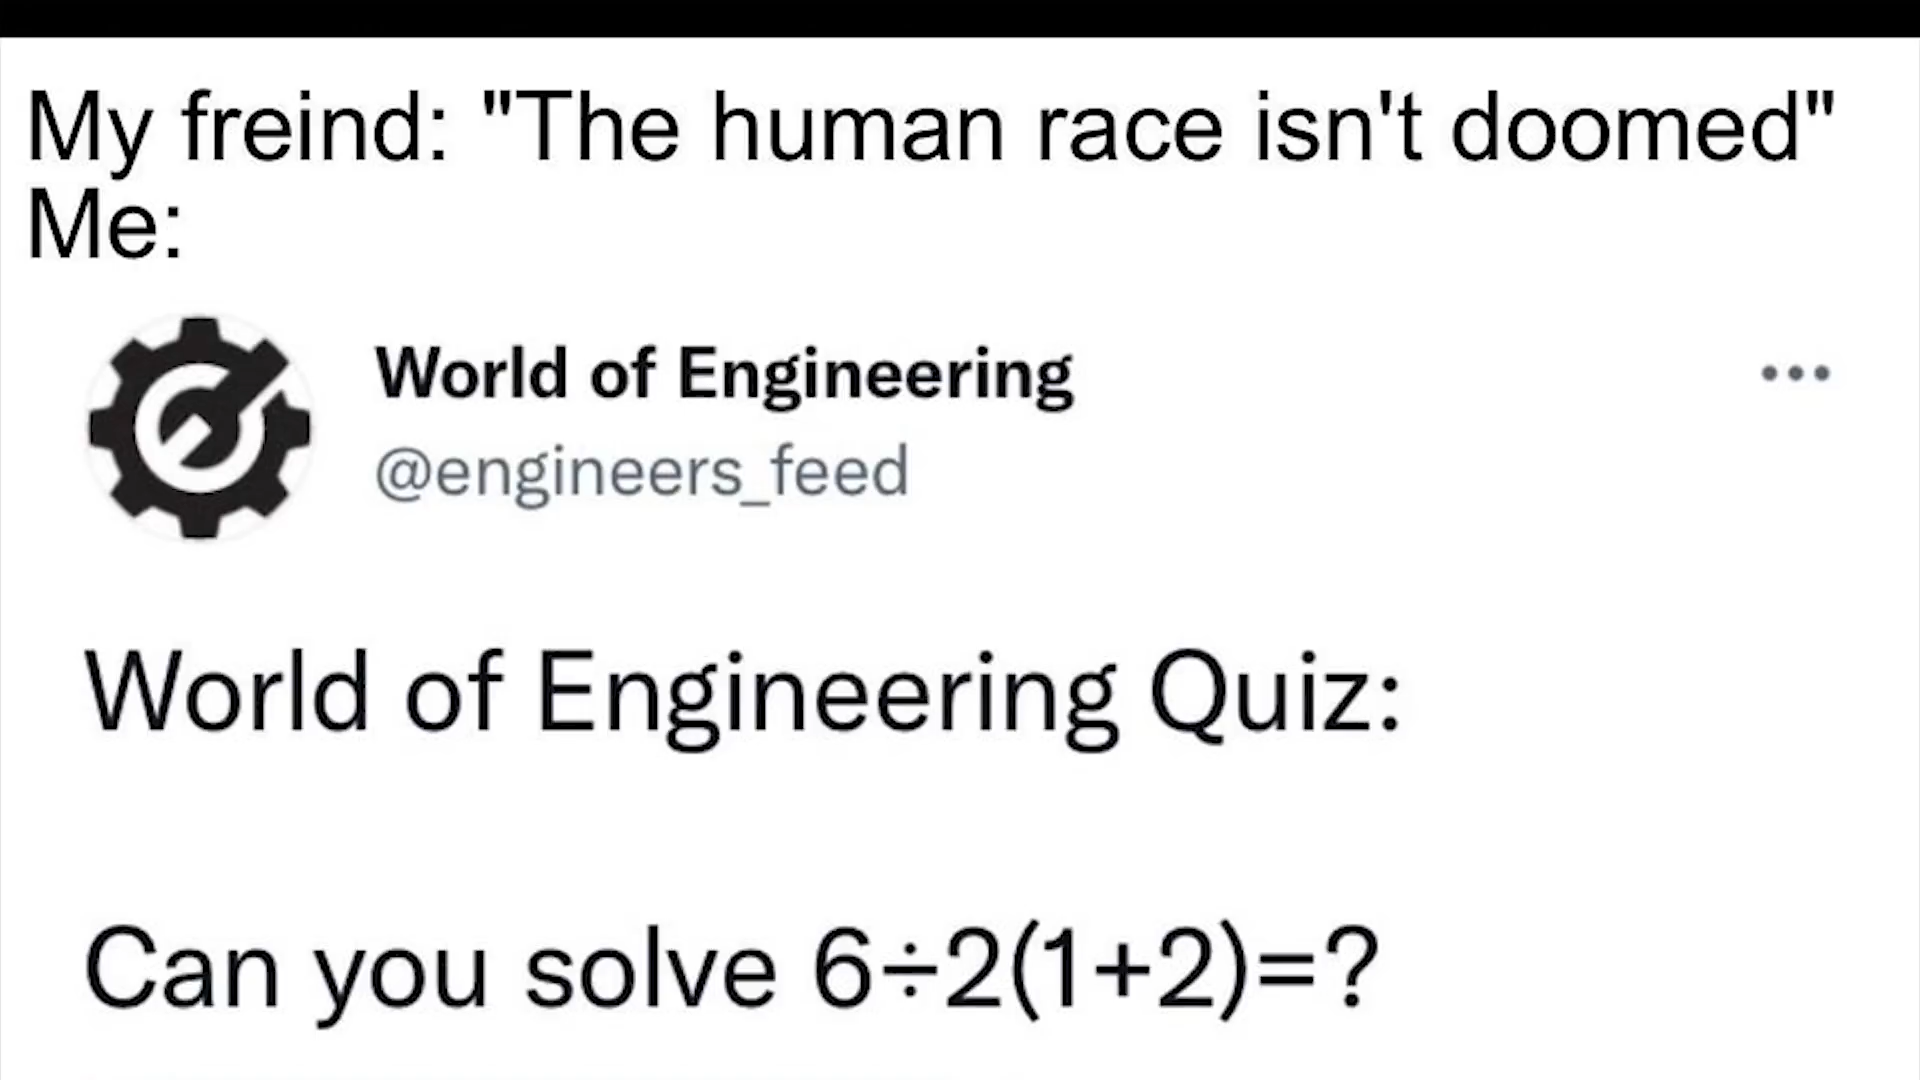 My freind: "The human race isn't doomed"
Me:
World of Engineering
@engineers_feed
World of Engineering Quiz:
Can you solve 6÷2(1+2)=?